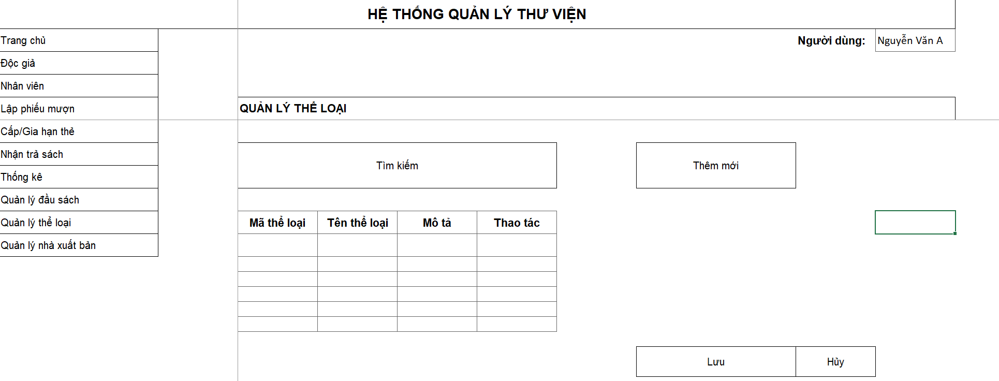 HỆ THỐNG QUẢN LÝ THƯ VIỆN
Người dùng: Nguyễn Văn A
Trang chủ
Độc giả
Nhân viên
Lập phiếu mượn
Cấp/Gia hạn thẻ
Nhận trả sách
Thống kê
Quản lý đầu sách
Quản lý thể loại
Quản lý nhà xuất bản
QUẢN LÝ THỂ LOẠI
Tìm kiếm
Thêm mới
Mã thể loại Tên thể loại Mô tả Thao tác
Lưu Hủy